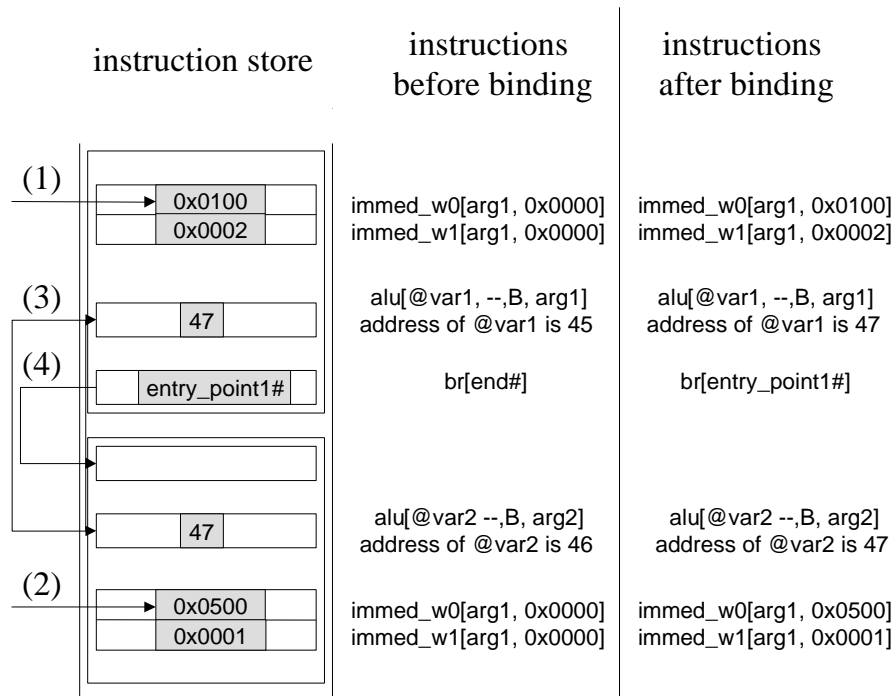 instruction store
instructions
before binding
instructions
after binding
(1)
0x0100
0x0002
immed_w0[arg1, 0x0000]
immed_w1[arg1, 0x0000]
immed_w0[arg1, 0x0100]
immed_w1[arg1, 0x0002]
(3)
47
alu[@var1, --,B, arg1]
address of @var1 is 45
alu[@var1, --,B, arg1]
address of @var1 is 47
(4)
entry_point1#
br[end#]
br[entry_point1#]
47
alu[@var2 --,B, arg2]
address of @var2 is 46
alu[@var2 --,B, arg2]
address of @var2 is 47
(2)
0x0500
0x0001
immed_w0[arg1, 0x0000]
immed_w1[arg1, 0x0000]
immed_w0[arg1, 0x0500]
immed_w1[arg1, 0x0001]